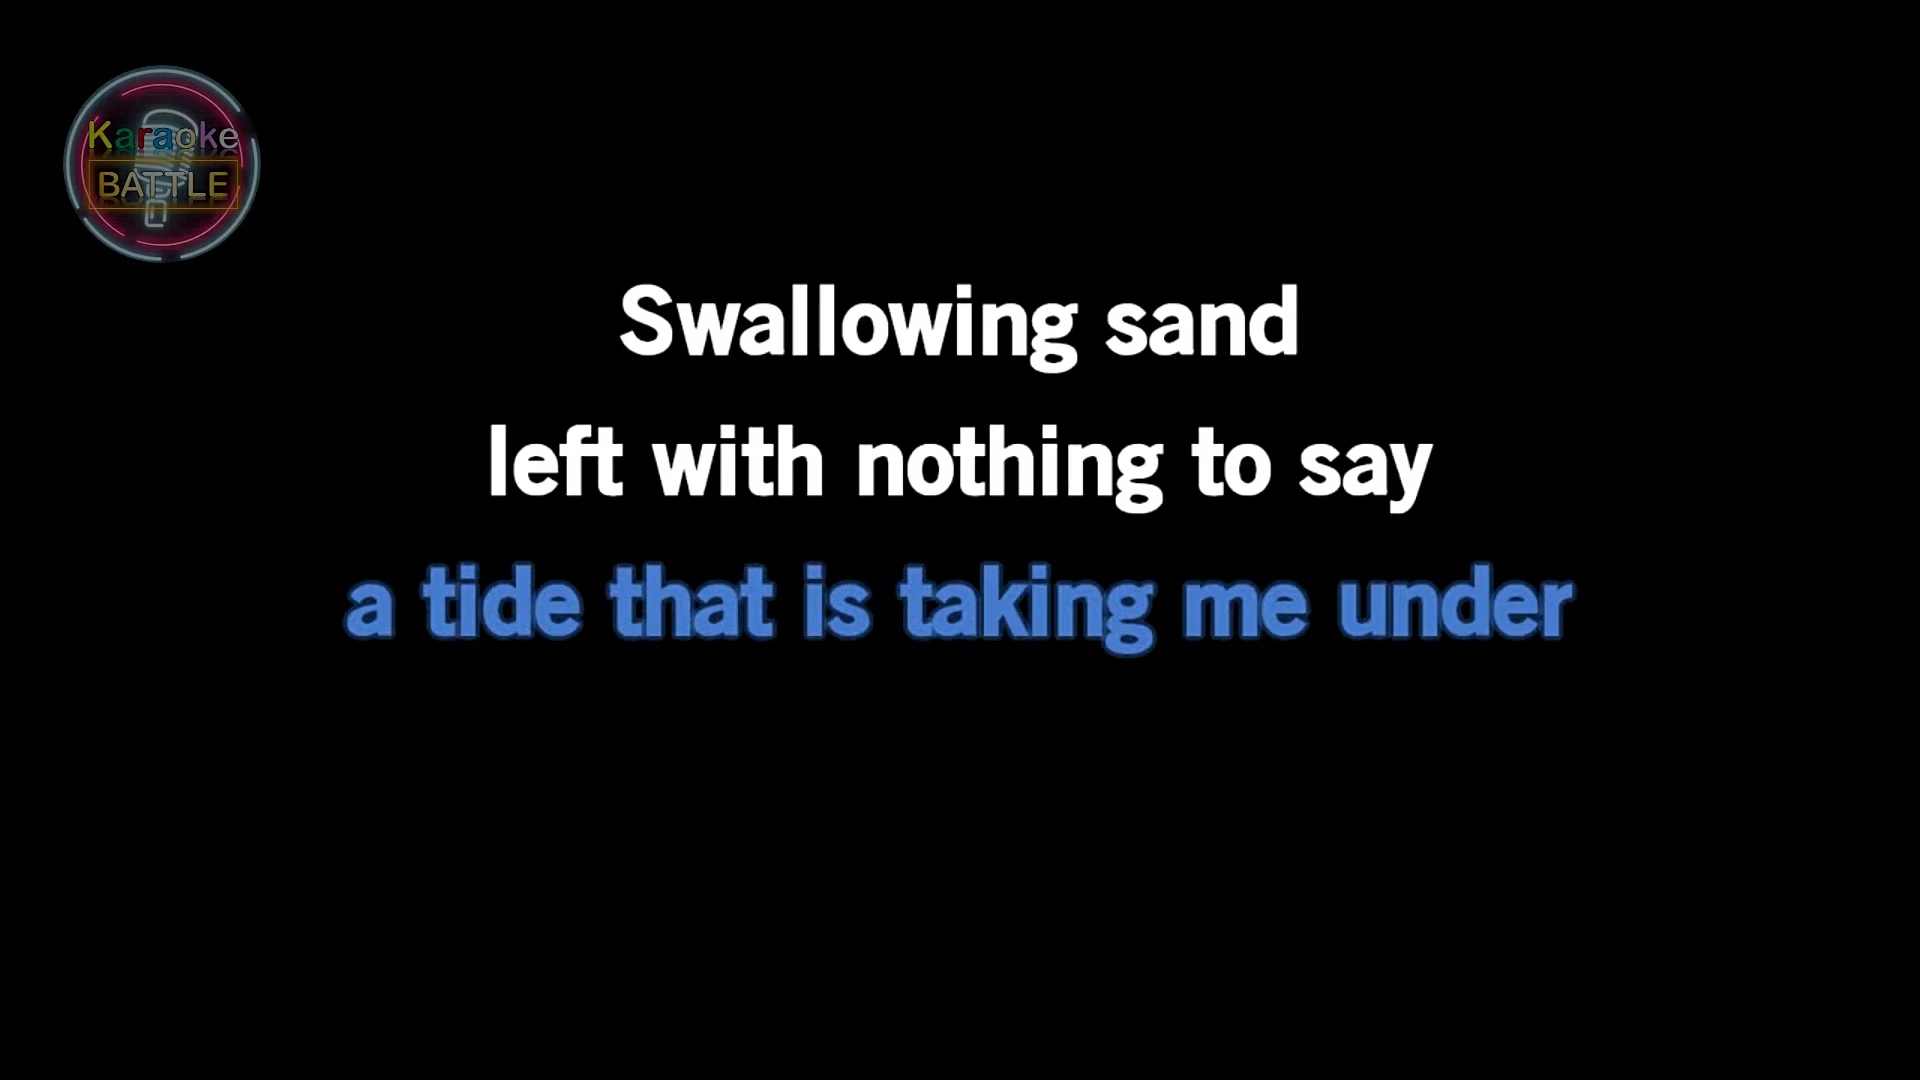 Karaoke
BATTLE
Swallowing sand
left with nothing to say
a tide that is taking me under